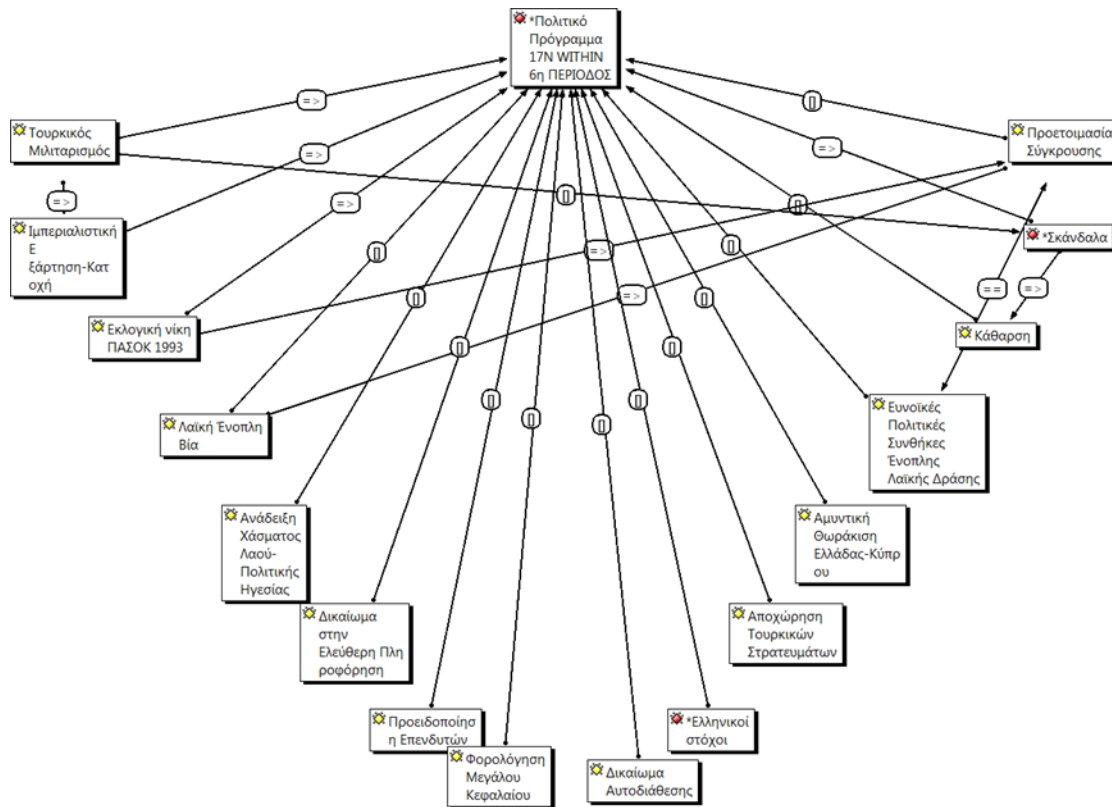 *Πολιτικό
Πρόγραμμα
17Ν WITHIN
6η ΠΕΡΙΟΔΟΣ
=>
[]
Τουρκικός
Μιλιταρισμός
Προετοιμασία
Σύγκρουσης
=>
=>
=>
[]
=>
[]
Ιμπεριαλιστική
Ε
ξάρτηση-Κατ
οχή
*Σκάνδαλα
[]
[]
=>
==
=>
[]
=>
[]
Εκλογική νίκη
ΠΑΣΟΚ 1993
Κάθαρση
[]
[]
[]
[]
[]
[]
[]
Λαϊκή Ένοπλη
Βία
Ευνοϊκές
Πολιτικές
Συνθήκες
Ένοπλης
Λαϊκής Δράσης
Ανάδειξη
Χάσματος
Λαού-
Πολιτικής
Ηγεσίας
Αμυντική
Θωράκιση
Ελλάδας-Κύπρ
ου
Δικαίωμα
στην
Ελεύθερη Πλη
ροφόρηση
Αποχώρηση
Τουρκικών
Στρατευμάτων
Προειδοποίησ
η Επενδυτών
*Ελληνικοί
στόχοι
Φορολόγηση
Μεγάλου
Κεφαλαίου
Δικαίωμα
Αυτοδιάθεσης